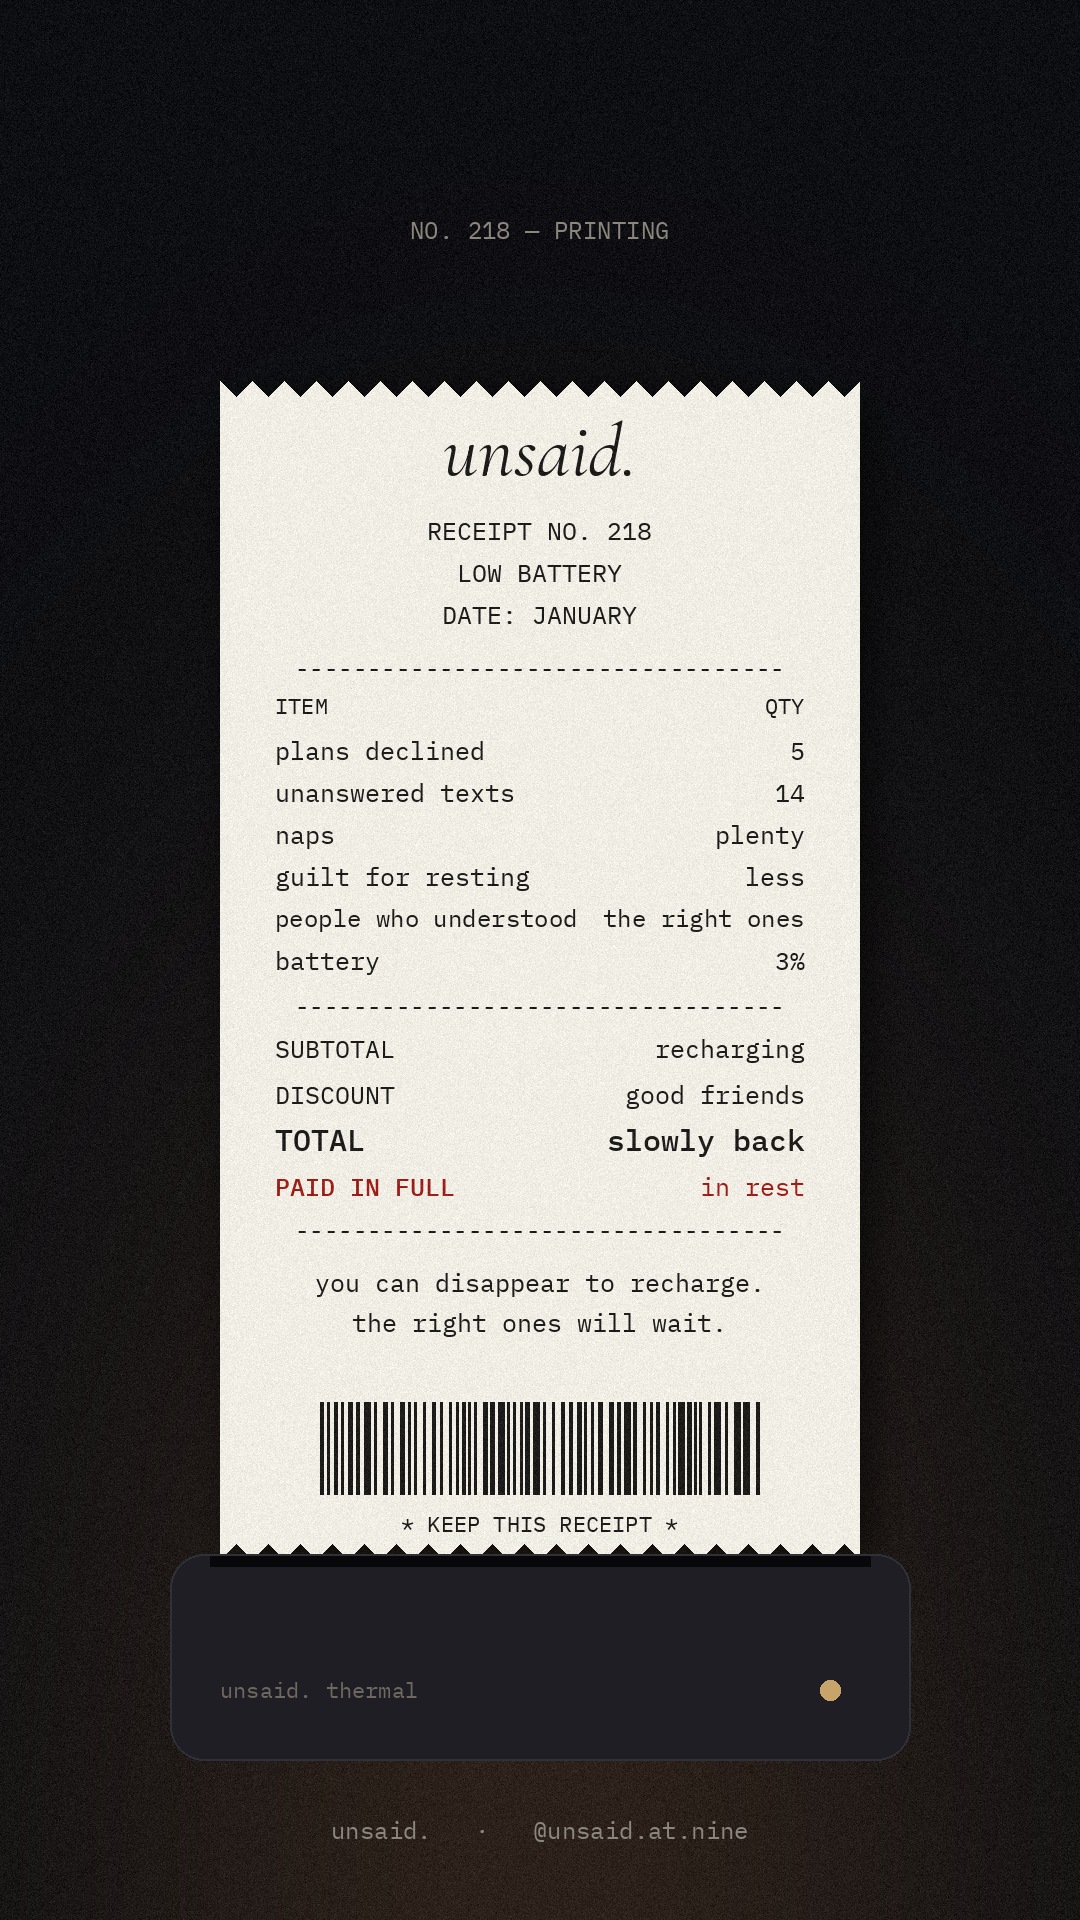 NO. 218 — PRINTING
unsaid.
RECEIPT NO. 218
LOW BATTERY
DATE: JANUARY
----------------------------------
ITEM QTY
plans declined 5
unanswered texts 14
naps plenty
guilt for resting less
people who understood the right ones
battery 3%
----------------------------------
SUBTOTAL recharging
DISCOUNT good friends
TOTAL slowly back
PAID IN FULL in rest
----------------------------------
you can disappear to recharge.
the right ones will wait.
* KEEP THIS RECEIPT *
unsaid. thermal
unsaid. · @unsaid.at.nine